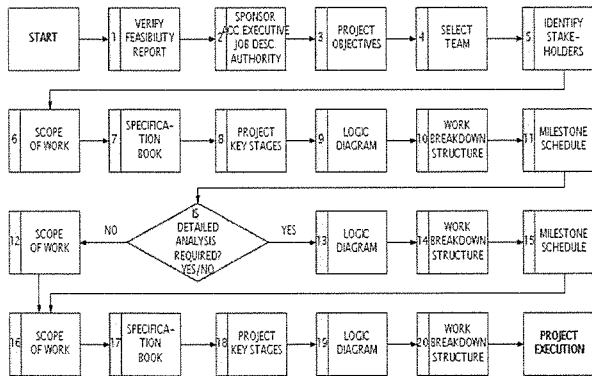 START
1
VERIFY
FEASIBILITY
REPORT
2
SPONSOR
ACC EXECUTIVE
JOB DESC.
AUTHORITY
3
PROJECT
OBJECTIVES
4
SELECT
TEAM
5
IDENTIFY
STAKE-
HOLDERS
6
SCOPE
OF WORK
7
SPECIFICA-
TION
BOOK
8
PROJECT
KEY STAGES
9
LOGIC
DIAGRAM
10
WORK
BREAKDOWN
STRUCTURE
11
MILESTONE
SCHEDULE
12
SCOPE
OF WORK
NO
IS
DETAILED
ANALYSIS
REQUIRED?
YES/NO
YES
13
LOGIC
DIAGRAM
14
WORK
BREAKDOWN
STRUCTURE
15
MILESTONE
SCHEDULE
16
SCOPE
OF WORK
17
SPECIFICA-
TION
BOOK
18
PROJECT
KEY STAGES
19
LOGIC
DIAGRAM
20
WORK
BREAKDOWN
STRUCTURE
PROJECT
EXECUTION